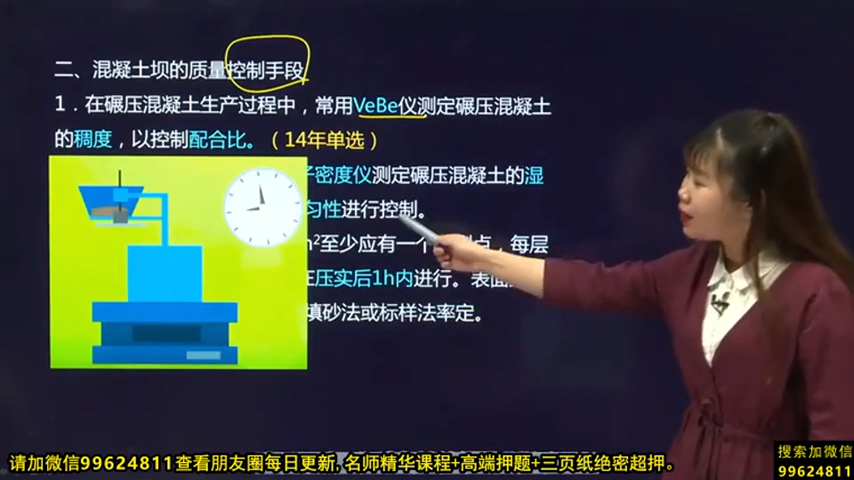 二、混凝土坝的质量控制手段
1．在碾压混凝土生产过程中，常用VeBe仪测定碾压混凝土
的稠度，以控制配合比。（14年单选）
密度仪测定碾压混凝土的湿
匀性进行控制。
m²至少应有一个 点，每层
压实后1h内进行。表面
填砂法或标样法率定。
请加微信99624811查看朋友圈每日更新,名师精华课程+高端押题+三页纸绝密超押。
搜索加微信
99624811